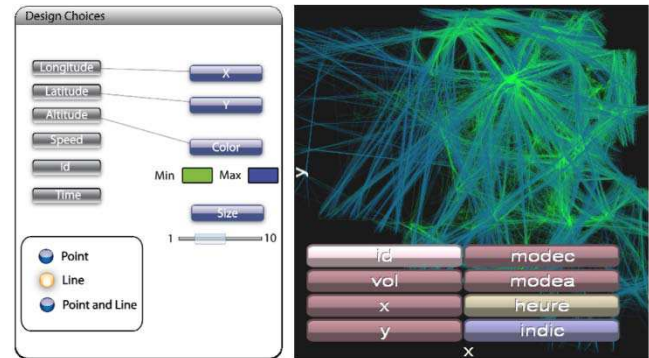 Design Choices
Longitude
X
Latitude
Y
Altitude
Speed
Color
Id
Min
Max
Time
Size
1
10
Point
Line
Point and Line
y
id
modec
vol
modea
x
heure
y
indic
x